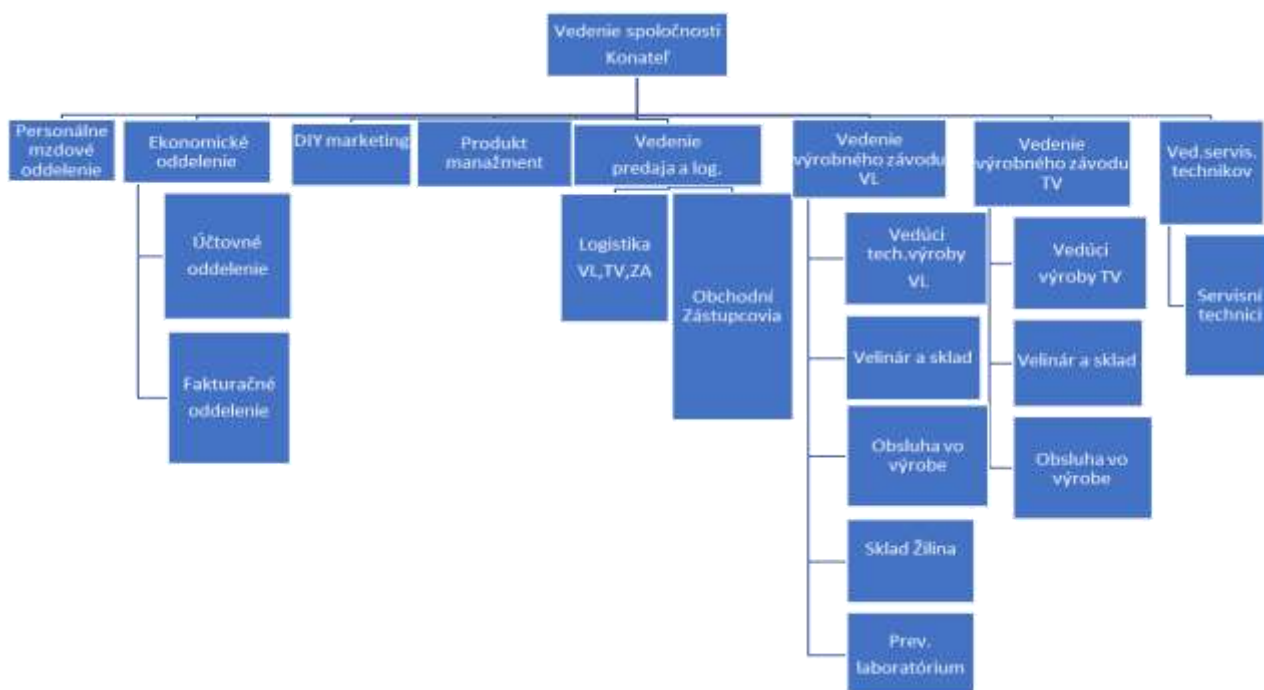 Vedenie spoločnosti
Konateľ
Personálne
mzdové
oddelenie
Ekonomické
oddelenie
DIY marketing
Produkt
manažment
Vedenie
predaja a log.
Vedenie
výrobného závodu
VL
Vedenie
výrobného závodu
TV
Ved.servis.
technikov
Účtovné
oddelenie
Fakturačné
oddelenie
Logistika
VL,TV,ZA
Obchodní
Zástupcovia
Vedúci
tech.výroby
VL
Velinár a sklad
Obsluha vo
výrobe
Sklad Žilina
Prev.
laboratórium
Vedúci
výroby TV
Velinár a sklad
Obsluha vo
výrobe
Servisní
technici